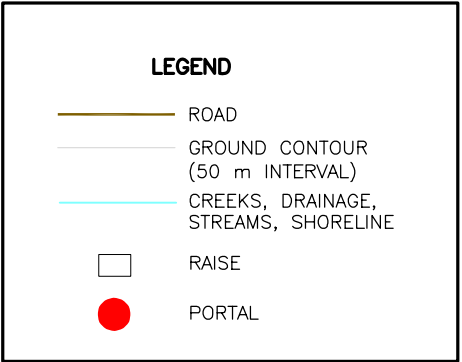 LEGEND
ROAD
GROUND CONTOUR
(50 m INTERVAL)
CREEKS, DRAINAGE,
STREAMS, SHORELINE
RAISE
PORTAL